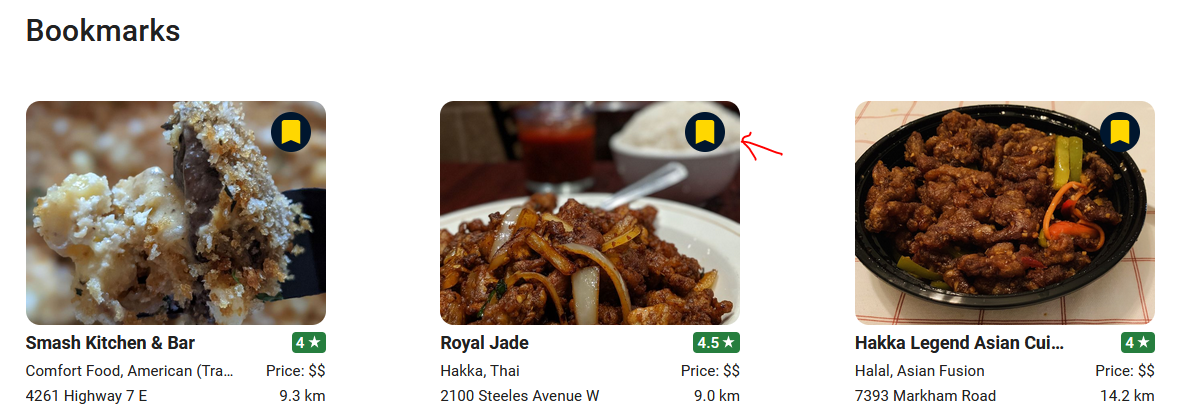 Bookmarks
Smash Kitchen & Bar 4 ★
Comfort Food, American (Tra... Price: $$
4261 Highway 7 E 9.3 km
Royal Jade 4.5 ★
Hakka, Thai Price: $$
2100 Steeles Avenue W 9.0 km
Hakka Legend Asian Cui... 4 ★
Halal, Asian Fusion Price: $$
7393 Markham Road 14.2 km